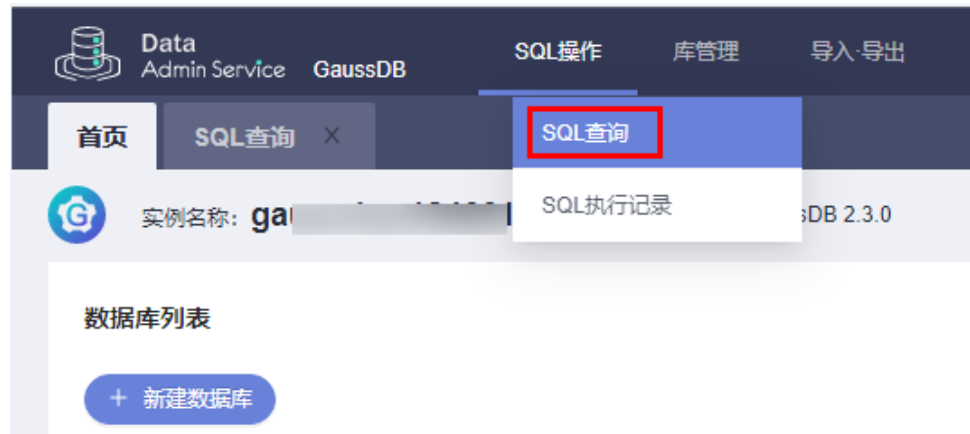 Data
Admin Service GaussDB SQL操作 库管理 导入·导出
首页 SQL查询 × SQL查询
SQL执行记录
实例名称: ga DB 2.3.0
数据库列表
+ 新建数据库